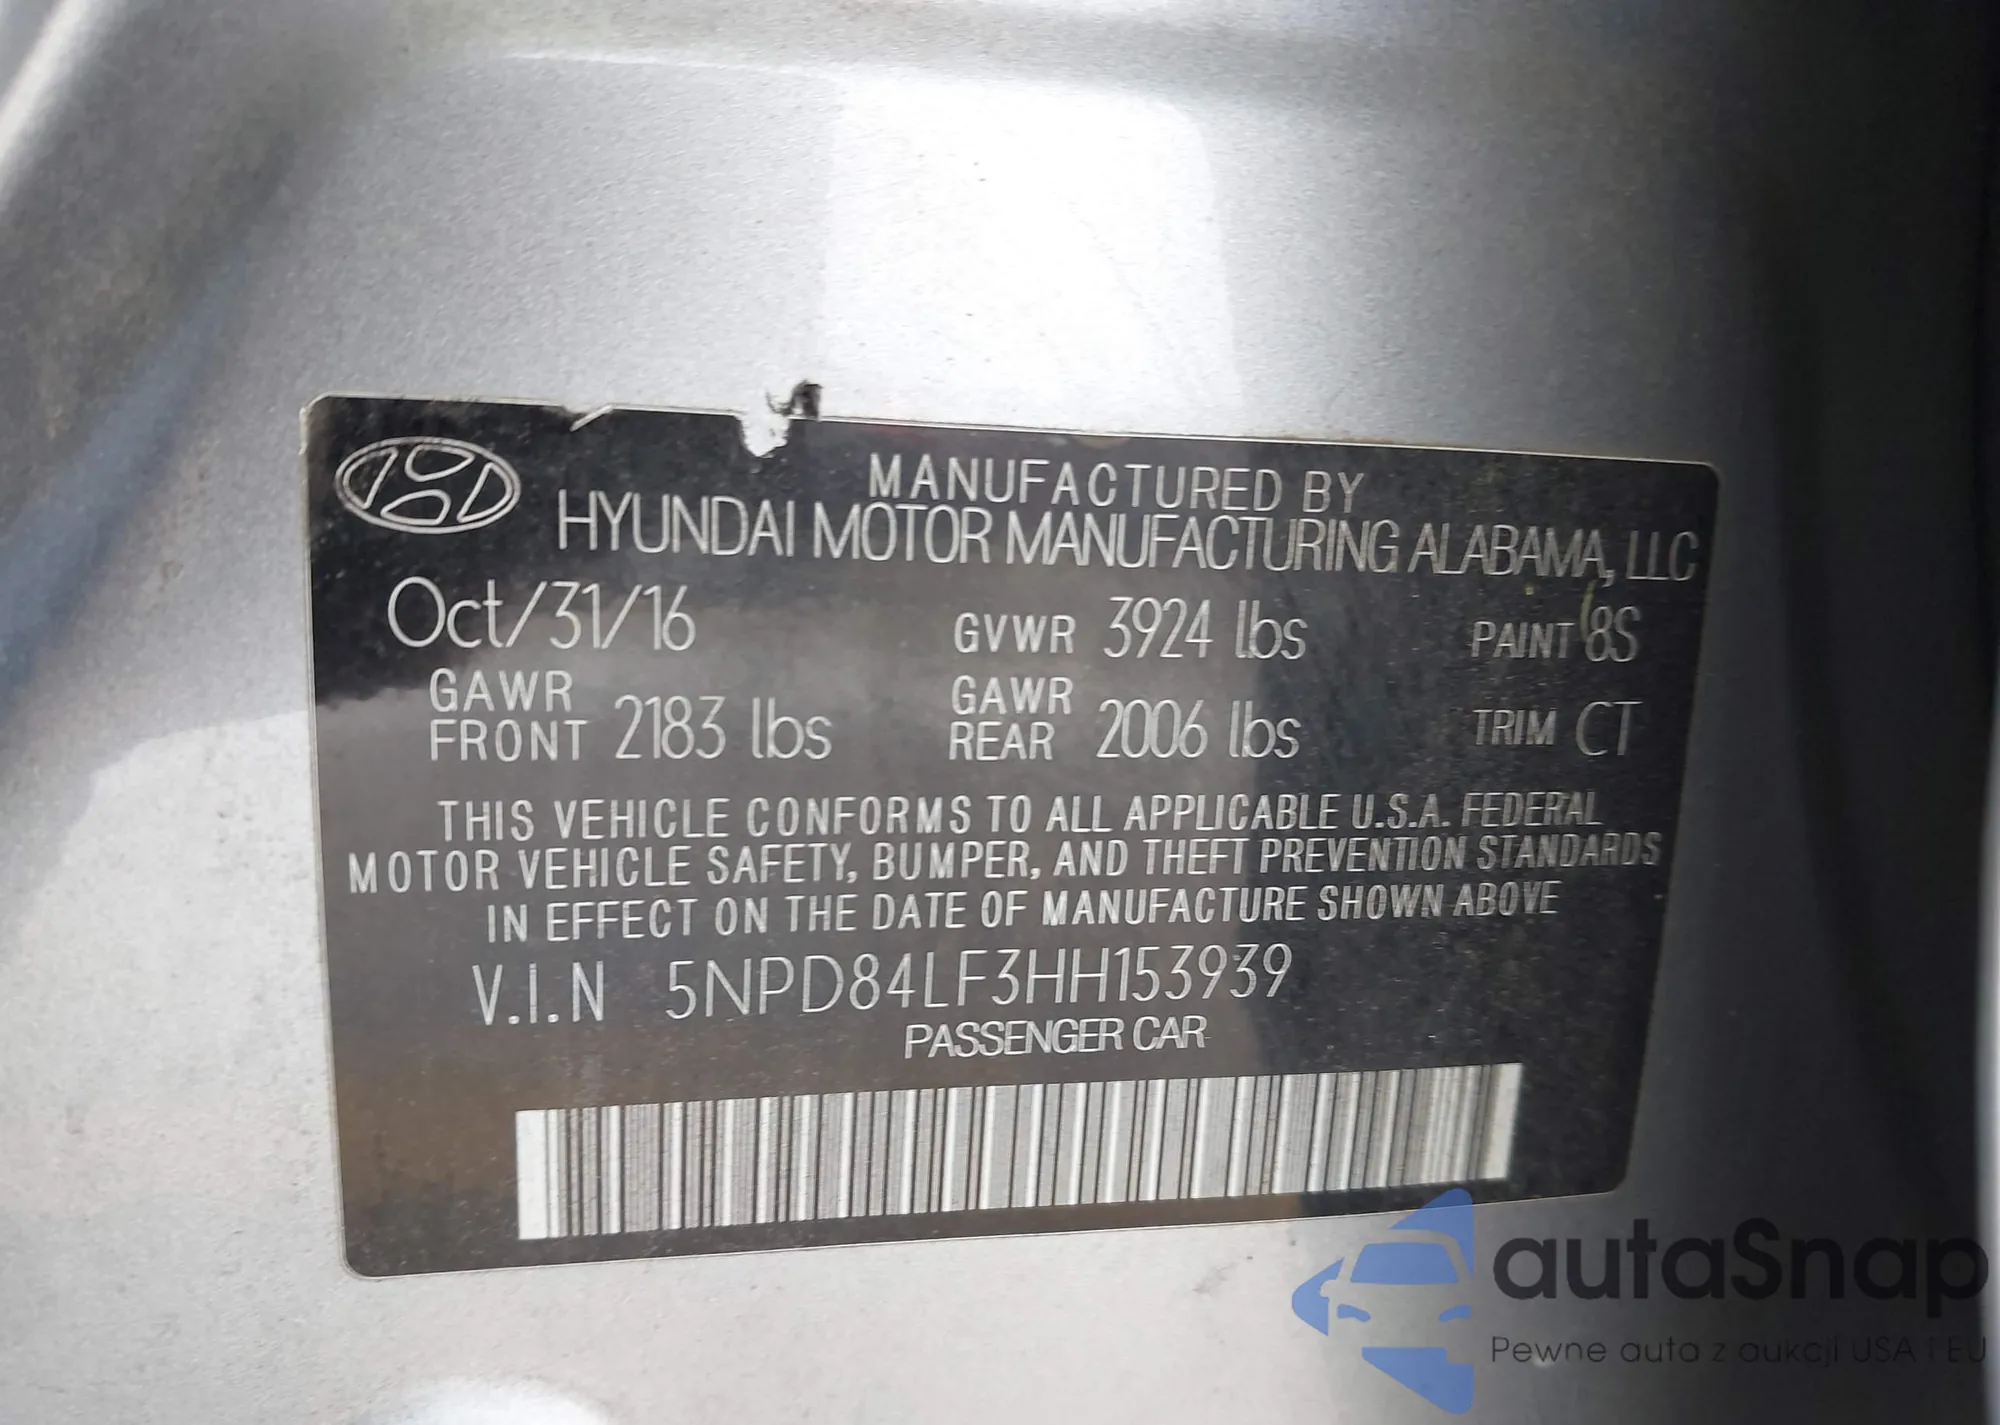 MANUFACTURED BY
HYUNDAI MOTOR MANUFACTURING ALABAMA, LLC
Oct/31/16 GVWR 3924 lbs PAINT 8S
GAWR FRONT 2183 lbs GAWR REAR 2006 lbs TRIM CT
THIS VEHICLE CONFORMS TO ALL APPLICABLE U.S.A. FEDERAL
MOTOR VEHICLE SAFETY, BUMPER, AND THEFT PREVENTION STANDARDS
IN EFFECT ON THE DATE OF MANUFACTURE SHOWN ABOVE
V.I.N 5NPD84LF3HH153939
PASSENGER CAR
autaSnap
Pewne auta z aukcji USA i EU